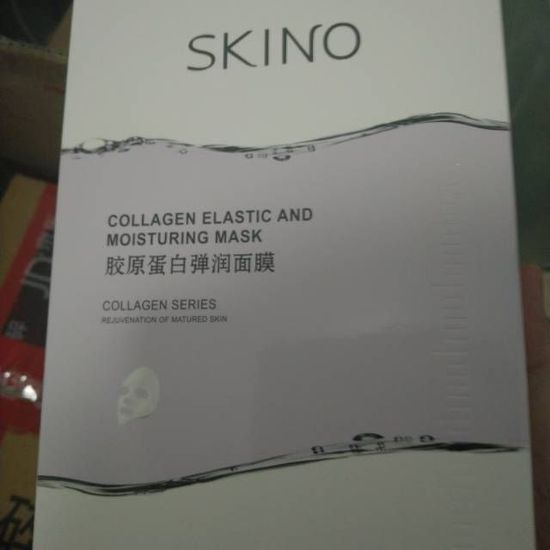 SKINO
COLLAGEN ELASTIC AND
MOISTURING MASK
胶原蛋白弹润面膜
COLLAGEN SERIES
REJUVENATION OF MATURED SKIN